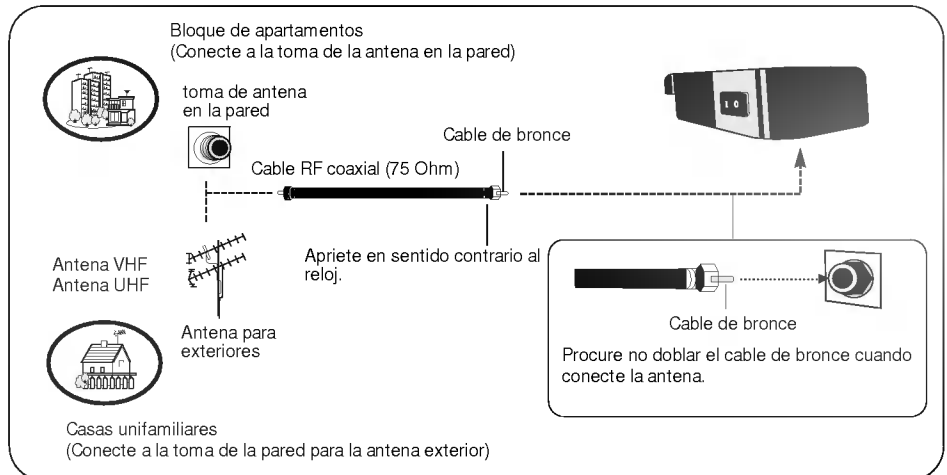 Bloque de apartamentos
(Conecte a la toma de la antena en la pared)
toma de antena
en la pared
Cable de bronce
Cable RF coaxial (75 Ohm)
Apriete en sentido contrario al
reloj.
Antena VHF
Antena UHF
Antena para
exteriores
Cable de bronce
Procure no doblar el cable de bronce cuando
conecte la antena.
Casas unifamiliares
(Conecte a la toma de la pared para la antena exterior)